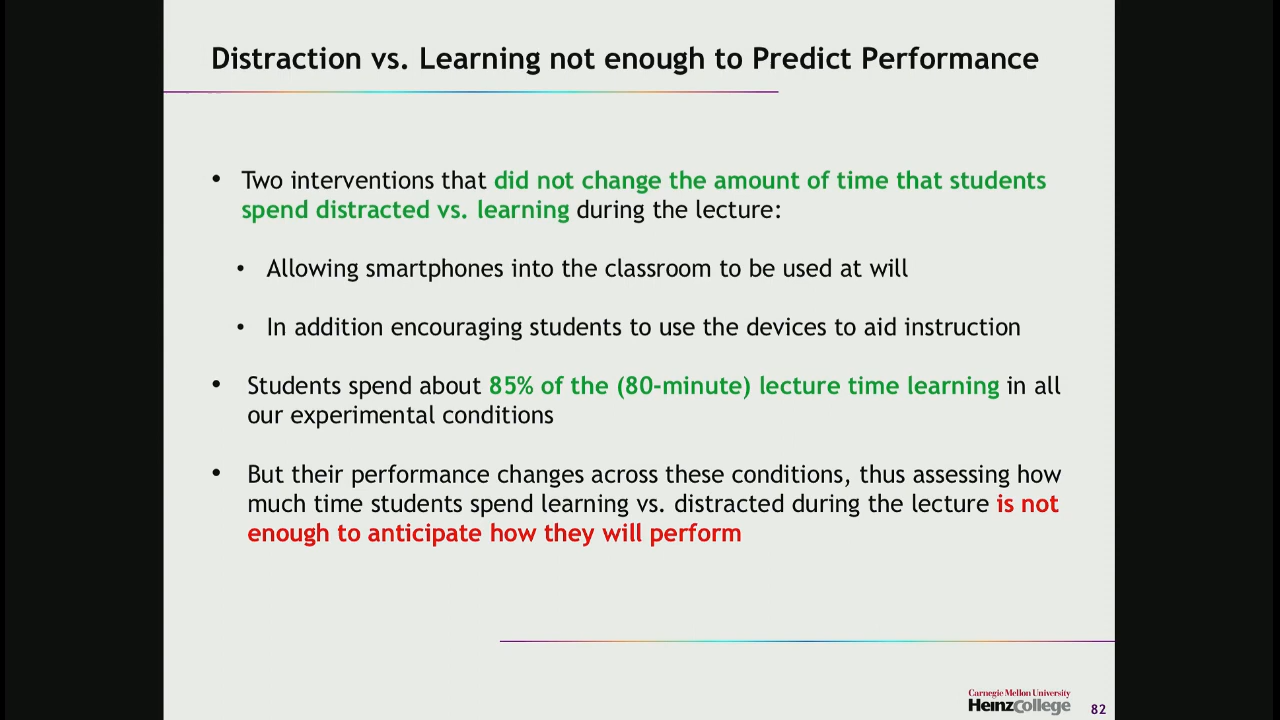 Distraction vs. Learning not enough to Predict Performance
• Two interventions that did not change the amount of time that students
spend distracted vs. learning during the lecture:
• Allowing smartphones into the classroom to be used at will
• In addition encouraging students to use the devices to aid instruction
• Students spend about 85% of the (80-minute) lecture time learning in all
our experimental conditions
• But their performance changes across these conditions, thus assessing how
much time students spend learning vs. distracted during the lecture is not
enough to anticipate how they will perform
Carnegie Mellon University
HeinzCollege
82